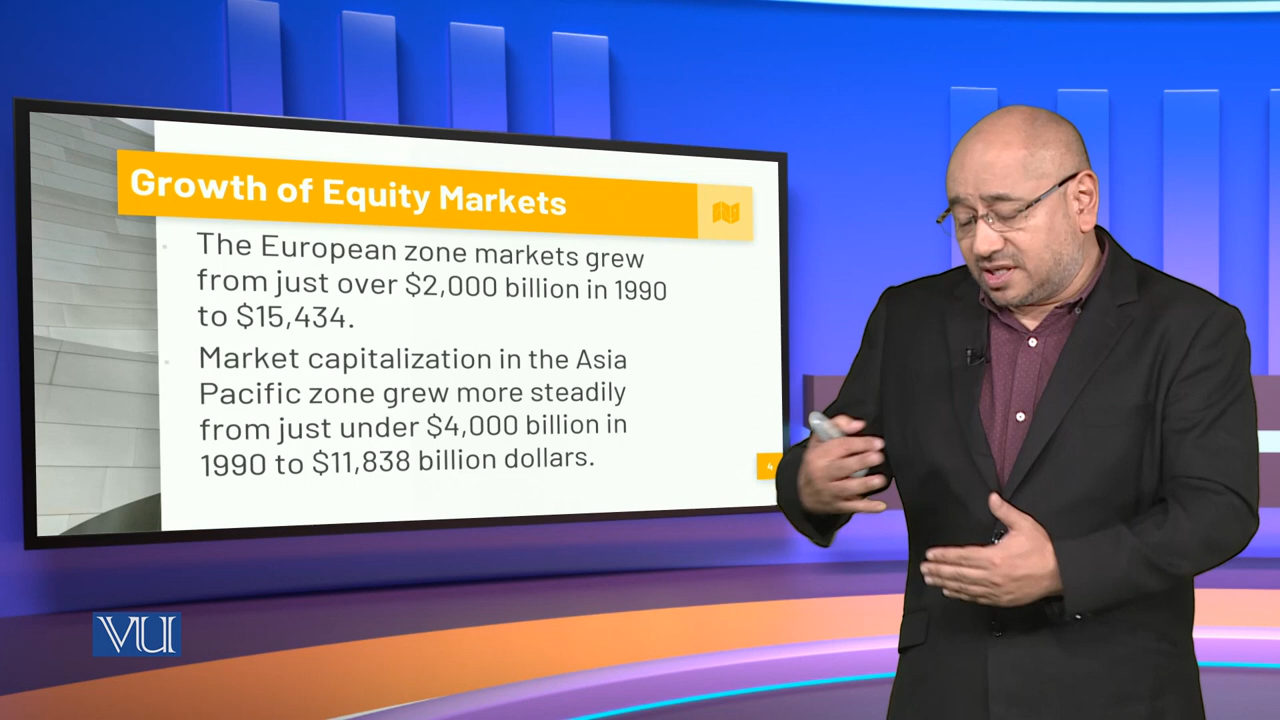 Growth of Equity Markets
The European zone markets grew
from just over $2,000 billion in 1990
to $15,434.
Market capitalization in the Asia
Pacific zone grew more steadily
from just under $4,000 billion in
1990 to $11,838 billion dollars.
4
VU